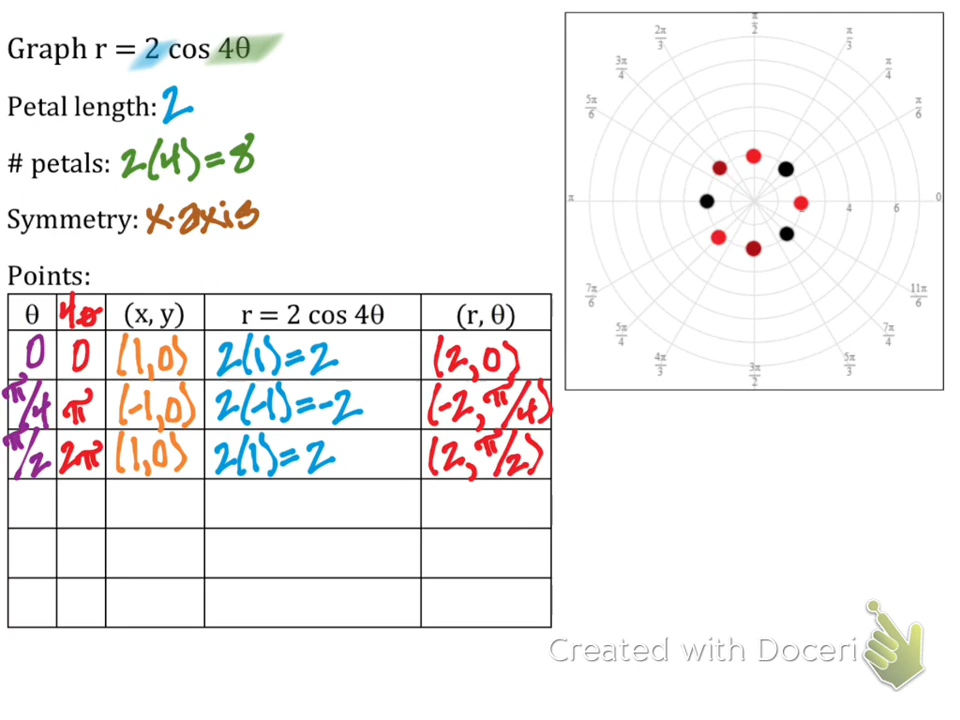 Graph r = 2 cos 4θ
Petal length: 2
# petals: 2(4)=8
Symmetry: x-axis
Points:
θ 4θ (x, y) r = 2 cos 4θ (r, θ)
0 0 (1,0) 2(1)=2 (2,0)
π/4 π (-1,0) 2(-1)=-2 (-2,π/4)
π/2 2π (1,0) 2(1)=2 (2,π/2)
π/2
2π/3 π/3
3π/4 π/4
5π/6 π/6
π 4 6 0
7π/6 11π/6
5π/4 7π/4
4π/3 5π/3
3π/2
Created with Doceri